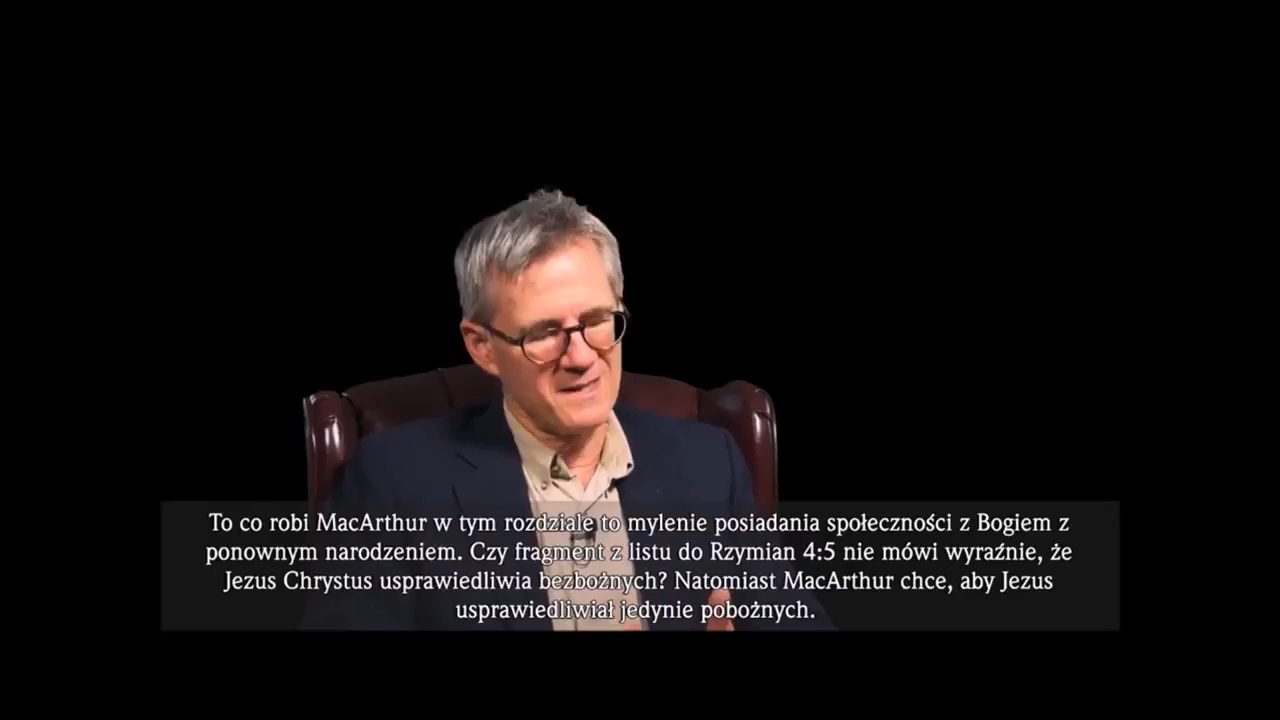 To co robi MacArthur w tym rozdziale to mylenie posiadania społeczności z Bogiem z
ponownym narodzeniem. Czy fragment z listu do Rzymian 4:5 nie mówi wyraźnie, że
Jezus Chrystus usprawiedliwia bezbożnych? Natomiast MacArthur chce, aby Jezus
usprawiedliwiał jedynie pobożnych.